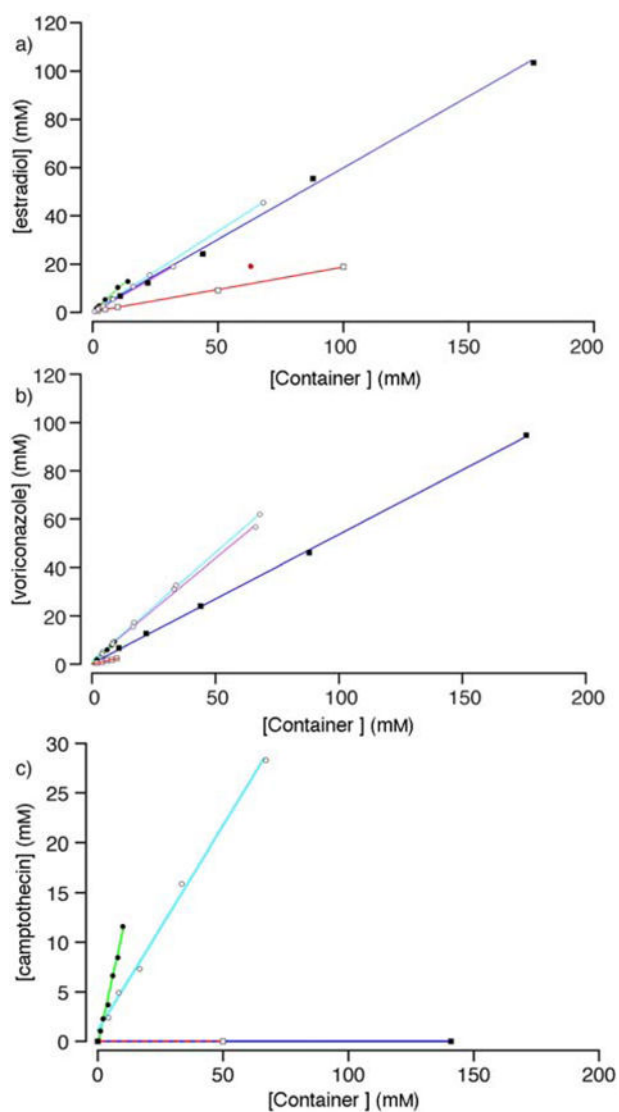 a)
120
100
80
60
40
20
0
[estradiol] (mM)
0 50 100 150 200
[Container ] (mM)
b)
120
100
80
60
40
20
0
[voriconazole] (mM)
0 50 100 150 200
[Container ] (mM)
c)
30
25
20
15
10
5
0
[camptothecin] (mM)
0 50 100 150 200
[Container ] (mM)